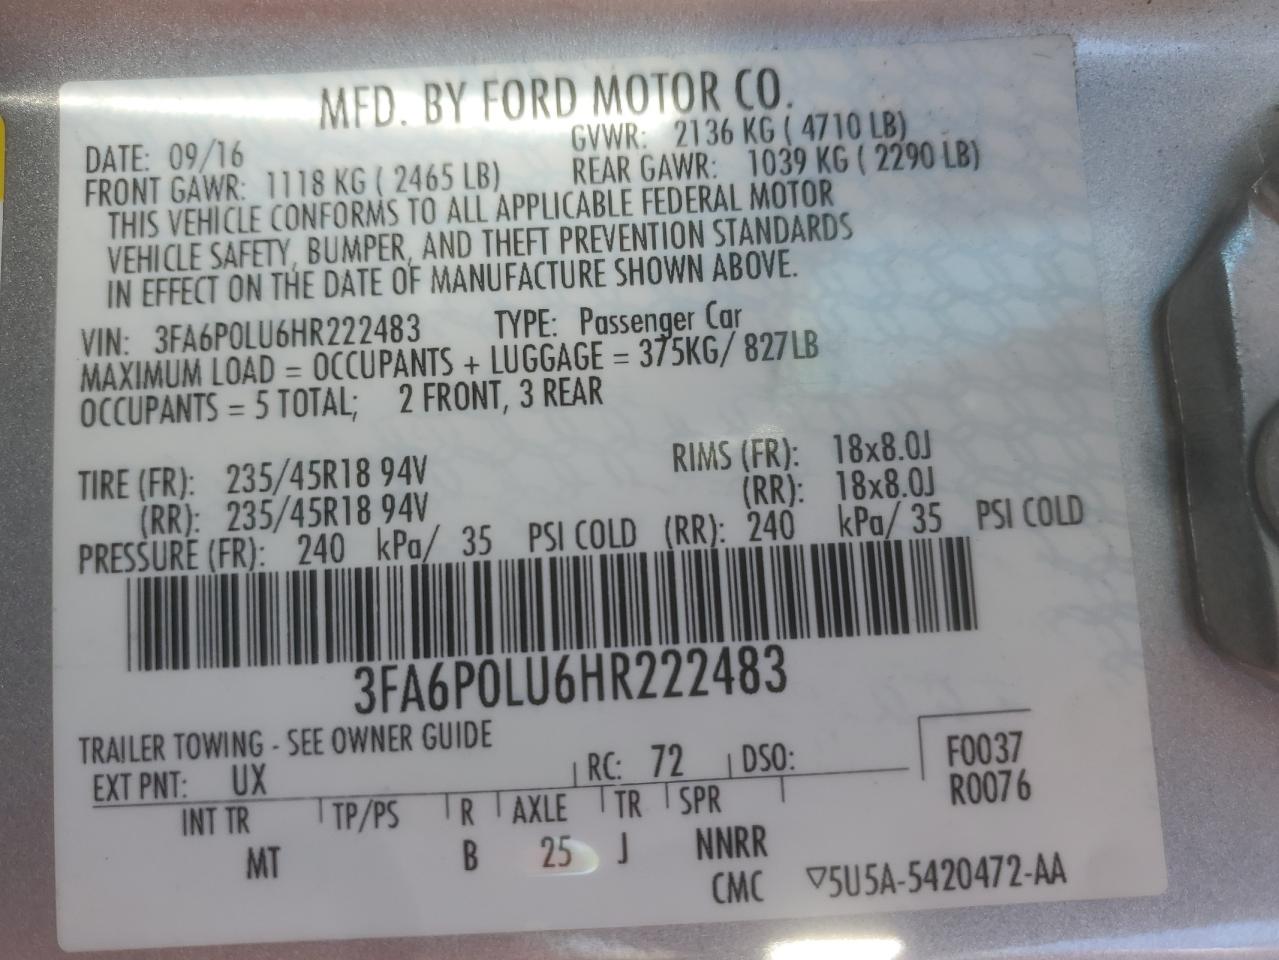 MFD. BY FORD MOTOR CO.
DATE: 09/16 GVWR: 2136 KG ( 4710 LB)
FRONT GAWR: 1118 KG ( 2465 LB) REAR GAWR: 1039 KG ( 2290 LB)
THIS VEHICLE CONFORMS TO ALL APPLICABLE FEDERAL MOTOR
VEHICLE SAFETY, BUMPER, AND THEFT PREVENTION STANDARDS
IN EFFECT ON THE DATE OF MANUFACTURE SHOWN ABOVE.
VIN: 3FA6P0LU6HR222483 TYPE: Passenger Car
MAXIMUM LOAD = OCCUPANTS + LUGGAGE = 375KG/ 827LB
OCCUPANTS = 5 TOTAL; 2 FRONT, 3 REAR
TIRE (FR): 235/45R18 94V RIMS (FR): 18x8.0J
(RR): 235/45R18 94V (RR): 18x8.0J
PRESSURE (FR): 240 kPa/ 35 PSI COLD (RR): 240 kPa/ 35 PSI COLD
3FA6P0LU6HR222483
TRAILER TOWING - SEE OWNER GUIDE
EXT PNT: UX RC: 72 DSO: F0037
R0076
INT TR TP/PS R AXLE TR SPR
MT B 25 J NNRR
CMC ▽5U5A-5420472-AA